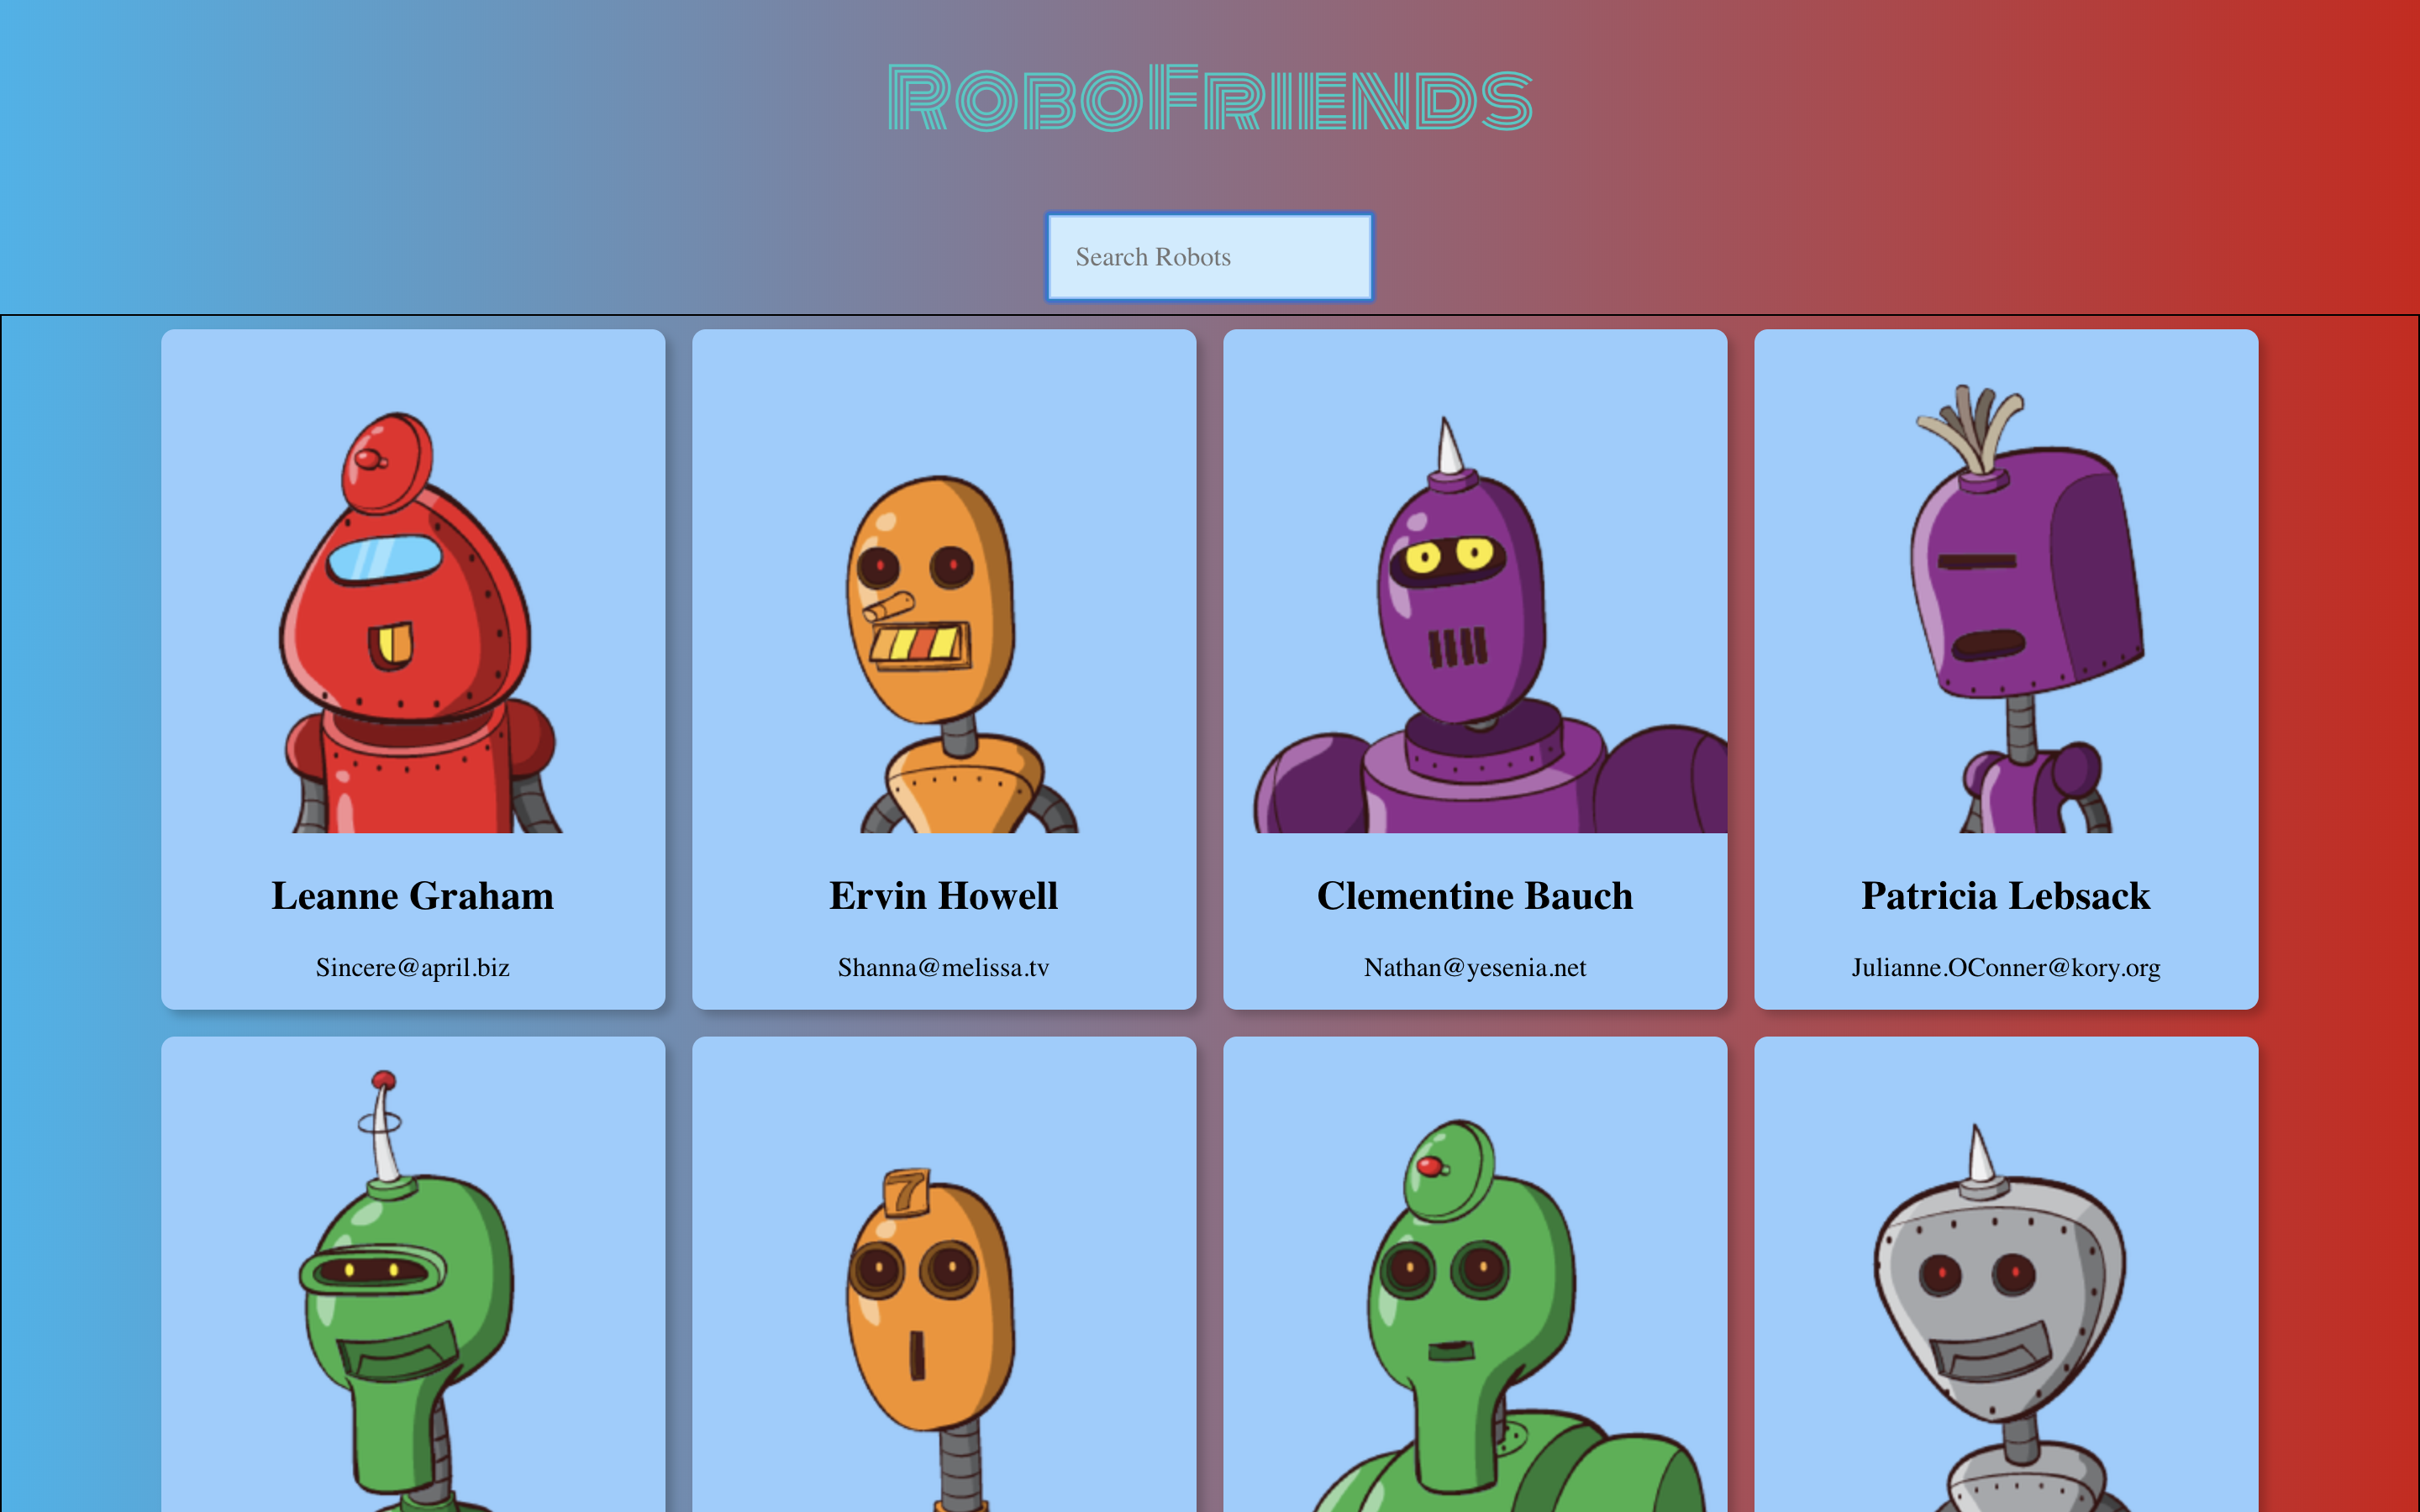 RoboFriends
Search Robots
Leanne Graham
Sincere@april.biz
Ervin Howell
Shanna@melissa.tv
Clementine Bauch
Nathan@yesenia.net
Patricia Lebsack
Julianne.OConner@kory.org
7